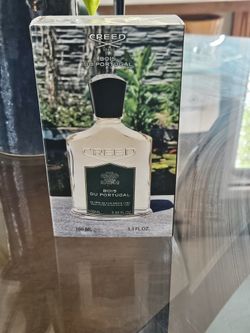 CREED
BOIS
DU PORTUGAL
CREED
BOIS
DU PORTUGAL
100 ML
3.3 FL.OZ.